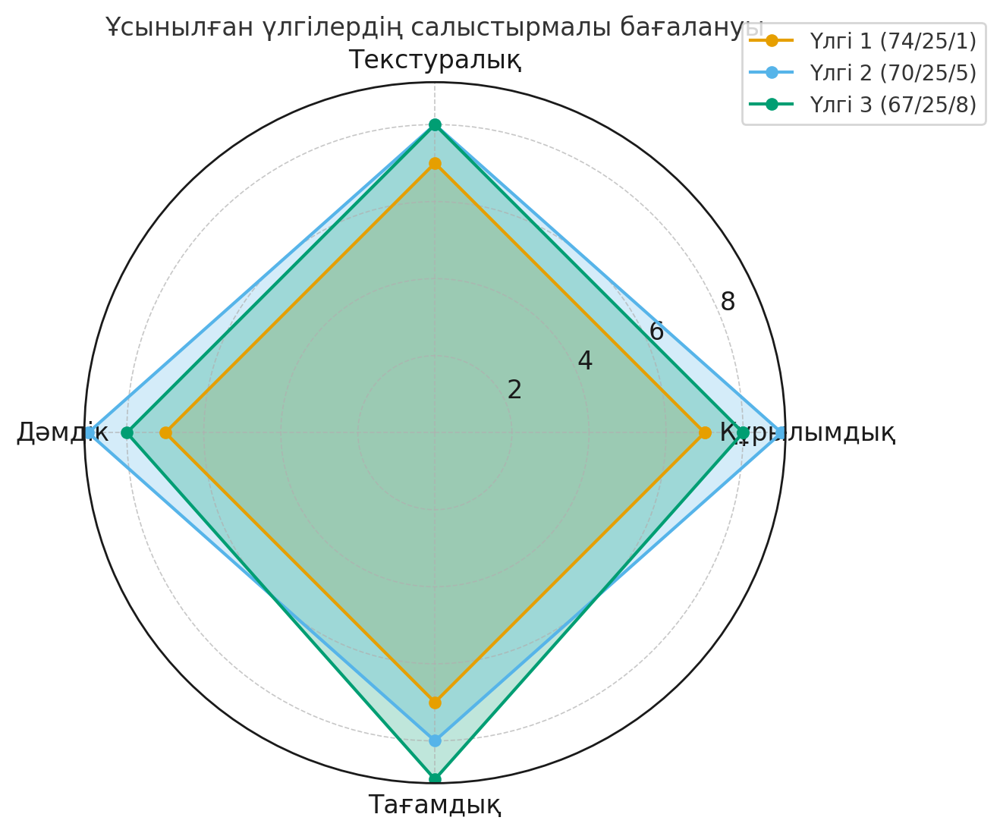 Ұсынылған үлгілердің салыстырмалы бағалануы
Үлгі 1 (74/25/1)
Үлгі 2 (70/25/5)
Үлгі 3 (67/25/8)
Текстуралық
8
6
4
2
Дәмдік
Құрылымдық
Тағамдық